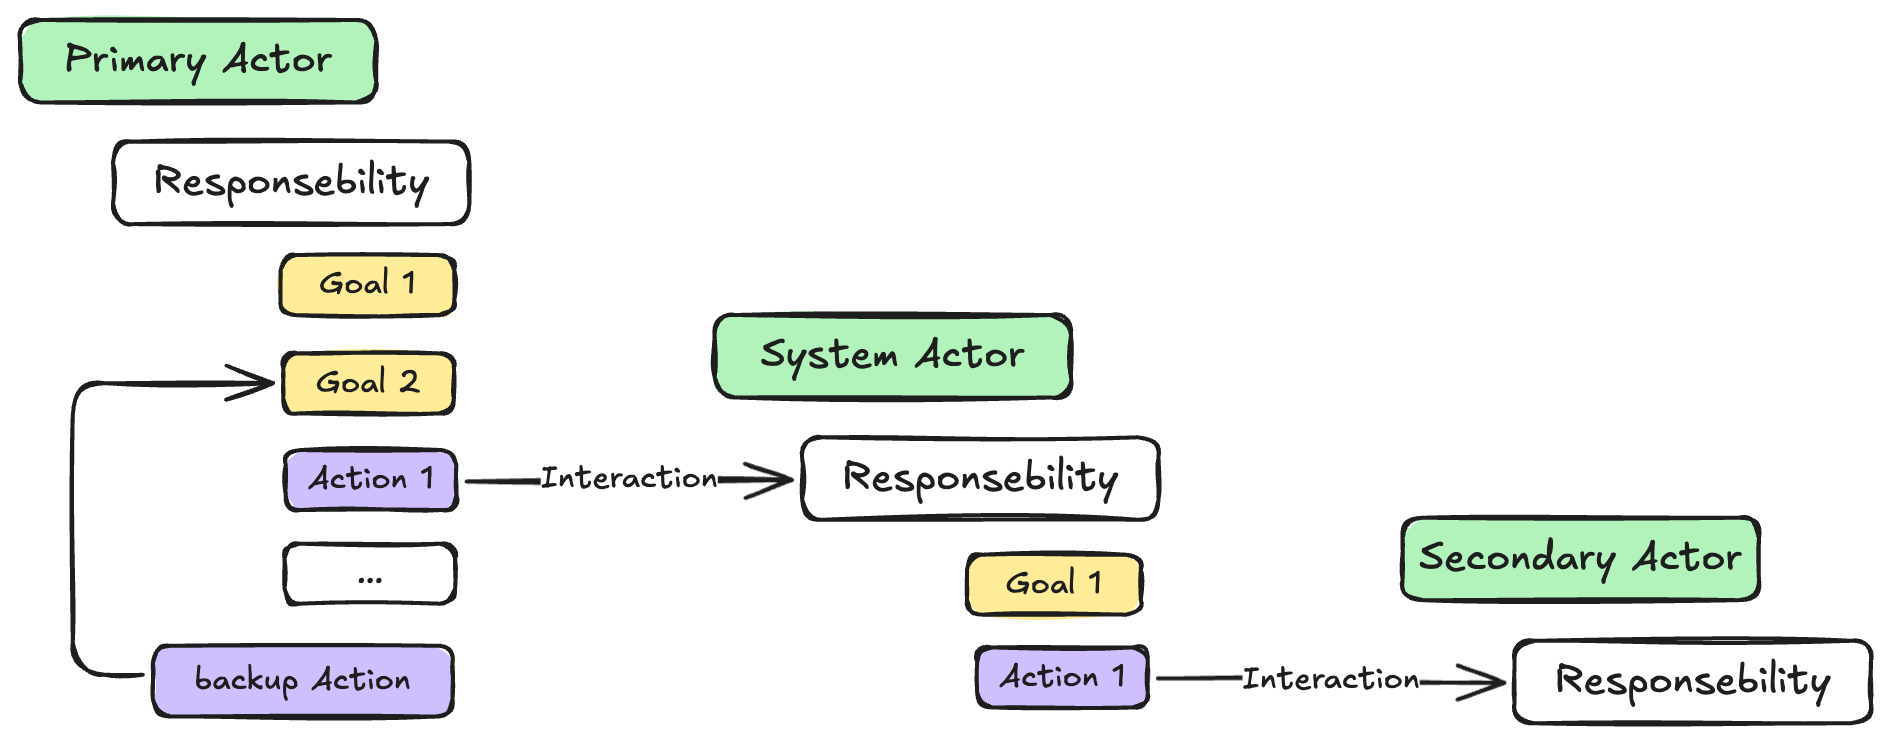 Primary Actor
Responsebility
Goal 1
Goal 2
Action 1
...
backup Action
Interaction
System Actor
Responsebility
Goal 1
Action 1
Interaction
Secondary Actor
Responsebility